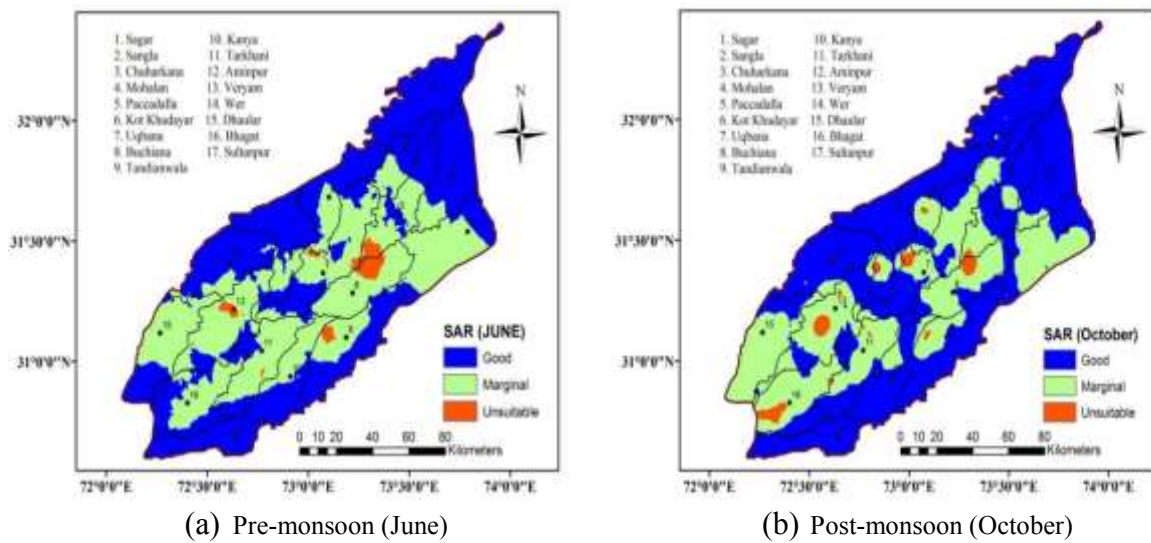 1. Sagar 10. Kanya
2. Sangla 11. Tarkhani
3. Chuharkana 12. Aminpur
4. Mohalan 13. Veryam
5. Paccadalla 14. Wer
6. Kot Khudayar 15. Dhaular
7. Uqbana 16. Bhagat
8. Buchiana 17. Sultanpur
9. Tandianwala
N
32°0'0"N
31°30'0"N
31°0'0"N
SAR (JUNE)
Good
Marginal
Unsuitable
0 10 20 40 60 80
Kilometers
72°0'0"E 72°30'0"E 73°0'0"E 73°30'0"E 74°0'0"E
(a) Pre-monsoon (June)
1. Sagar 10. Kanya
2. Sangla 11. Tarkhani
3. Chuharkana 12. Aminpur
4. Mohalan 13. Veryam
5. Paccadalla 14. Wer
6. Kot Khudayar 15. Dhaular
7. Uqbana 16. Bhagat
8. Buchiana 17. Sultanpur
9. Tandianwala
N
32°0'0"N
31°30'0"N
31°0'0"N
SAR (October)
Good
Marginal
Unsuitable
0 10 20 40 60 80
Kilometers
72°0'0"E 72°30'0"E 73°0'0"E 73°30'0"E 74°0'0"E
(b) Post-monsoon (October)